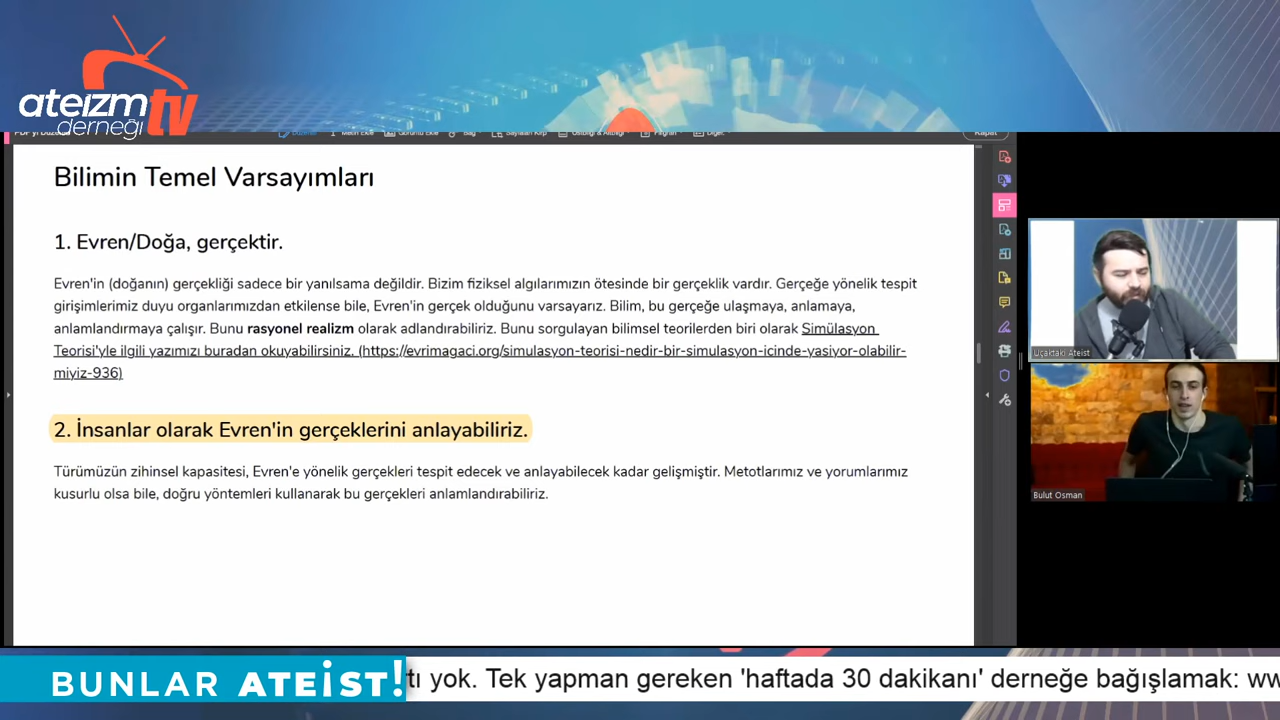 ateizm tv
derneği
Bilimin Temel Varsayımları
1. Evren/Doğa, gerçektir.
Evren'in (doğanın) gerçekliği sadece bir yanılsama değildir. Bizim fiziksel algılarımızın ötesinde bir gerçeklik vardır. Gerçeğe yönelik tespit
girişimlerimiz duyu organlarımızdan etkilense bile, Evren'in gerçek olduğunu varsayarız. Bilim, bu gerçeğe ulaşmaya, anlamaya,
anlamlandırmaya çalışır. Bunu rasyonel realizm olarak adlandırabiliriz. Bunu sorgulayan bilimsel teorilerden biri olarak Simülasyon
Teorisi'yle ilgili yazımızı buradan okuyabilirsiniz. (https://evrimagaci.org/simulasyon-teorisi-nedir-bir-simulasyon-icinde-yasiyor-olabilir-
miyiz-936)
2. İnsanlar olarak Evren'in gerçeklerini anlayabiliriz.
Türümüzün zihinsel kapasitesi, Evren'e yönelik gerçekleri tespit edecek ve anlayabilecek kadar gelişmiştir. Metotlarımız ve yorumlarımız
kusurlu olsa bile, doğru yöntemleri kullanarak bu gerçekleri anlamlandırabiliriz.
Uçaktaki Ateist
Bulut Osman
BUNLAR ATEİST!
tı yok. Tek yapman gereken 'haftada 30 dakikanı' derneğe bağışlamak: ww